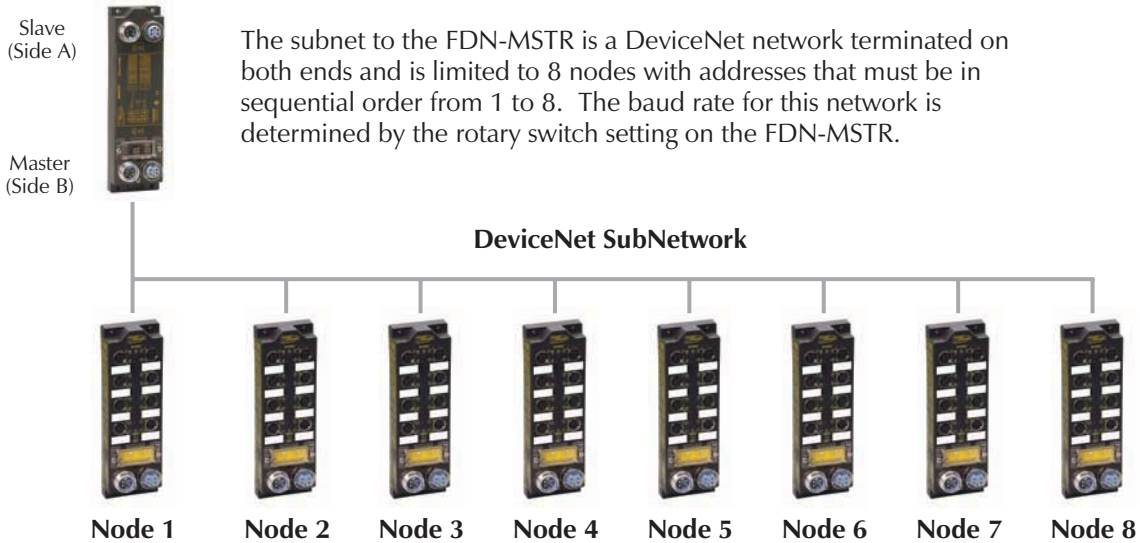 Slave
(Side A)
The subnet to the FDN-MSTR is a DeviceNet network terminated on
both ends and is limited to 8 nodes with addresses that must be in
sequential order from 1 to 8.  The baud rate for this network is
determined by the rotary switch setting on the FDN-MSTR.
Master
(Side B)
DeviceNet SubNetwork
Node 1
Node 2
Node 3
Node 4
Node 5
Node 6
Node 7
Node 8